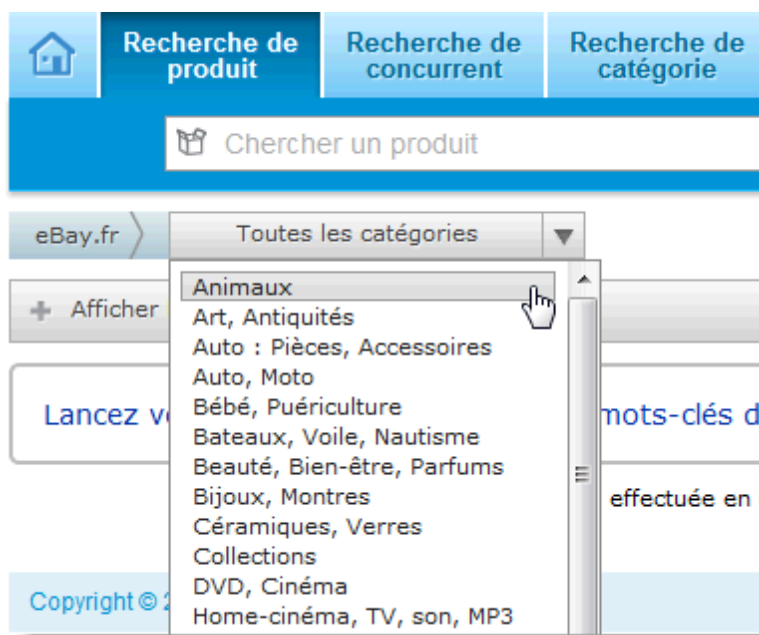 Recherche de produit
Recherche de concurrent
Recherche de catégorie
Chercher un produit
eBay.fr
Toutes les catégories
Afficher
Animaux
Art, Antiquités
Auto : Pièces, Accessoires
Auto, Moto
Bébé, Puériculture
Bateaux, Voile, Nautisme
Beauté, Bien-être, Parfums
Bijoux, Montres
Céramiques, Verres
Collections
DVD, Cinéma
Home-cinéma, TV, son, MP3
Lancez
mots-clés
effectuée en
Copyright ©